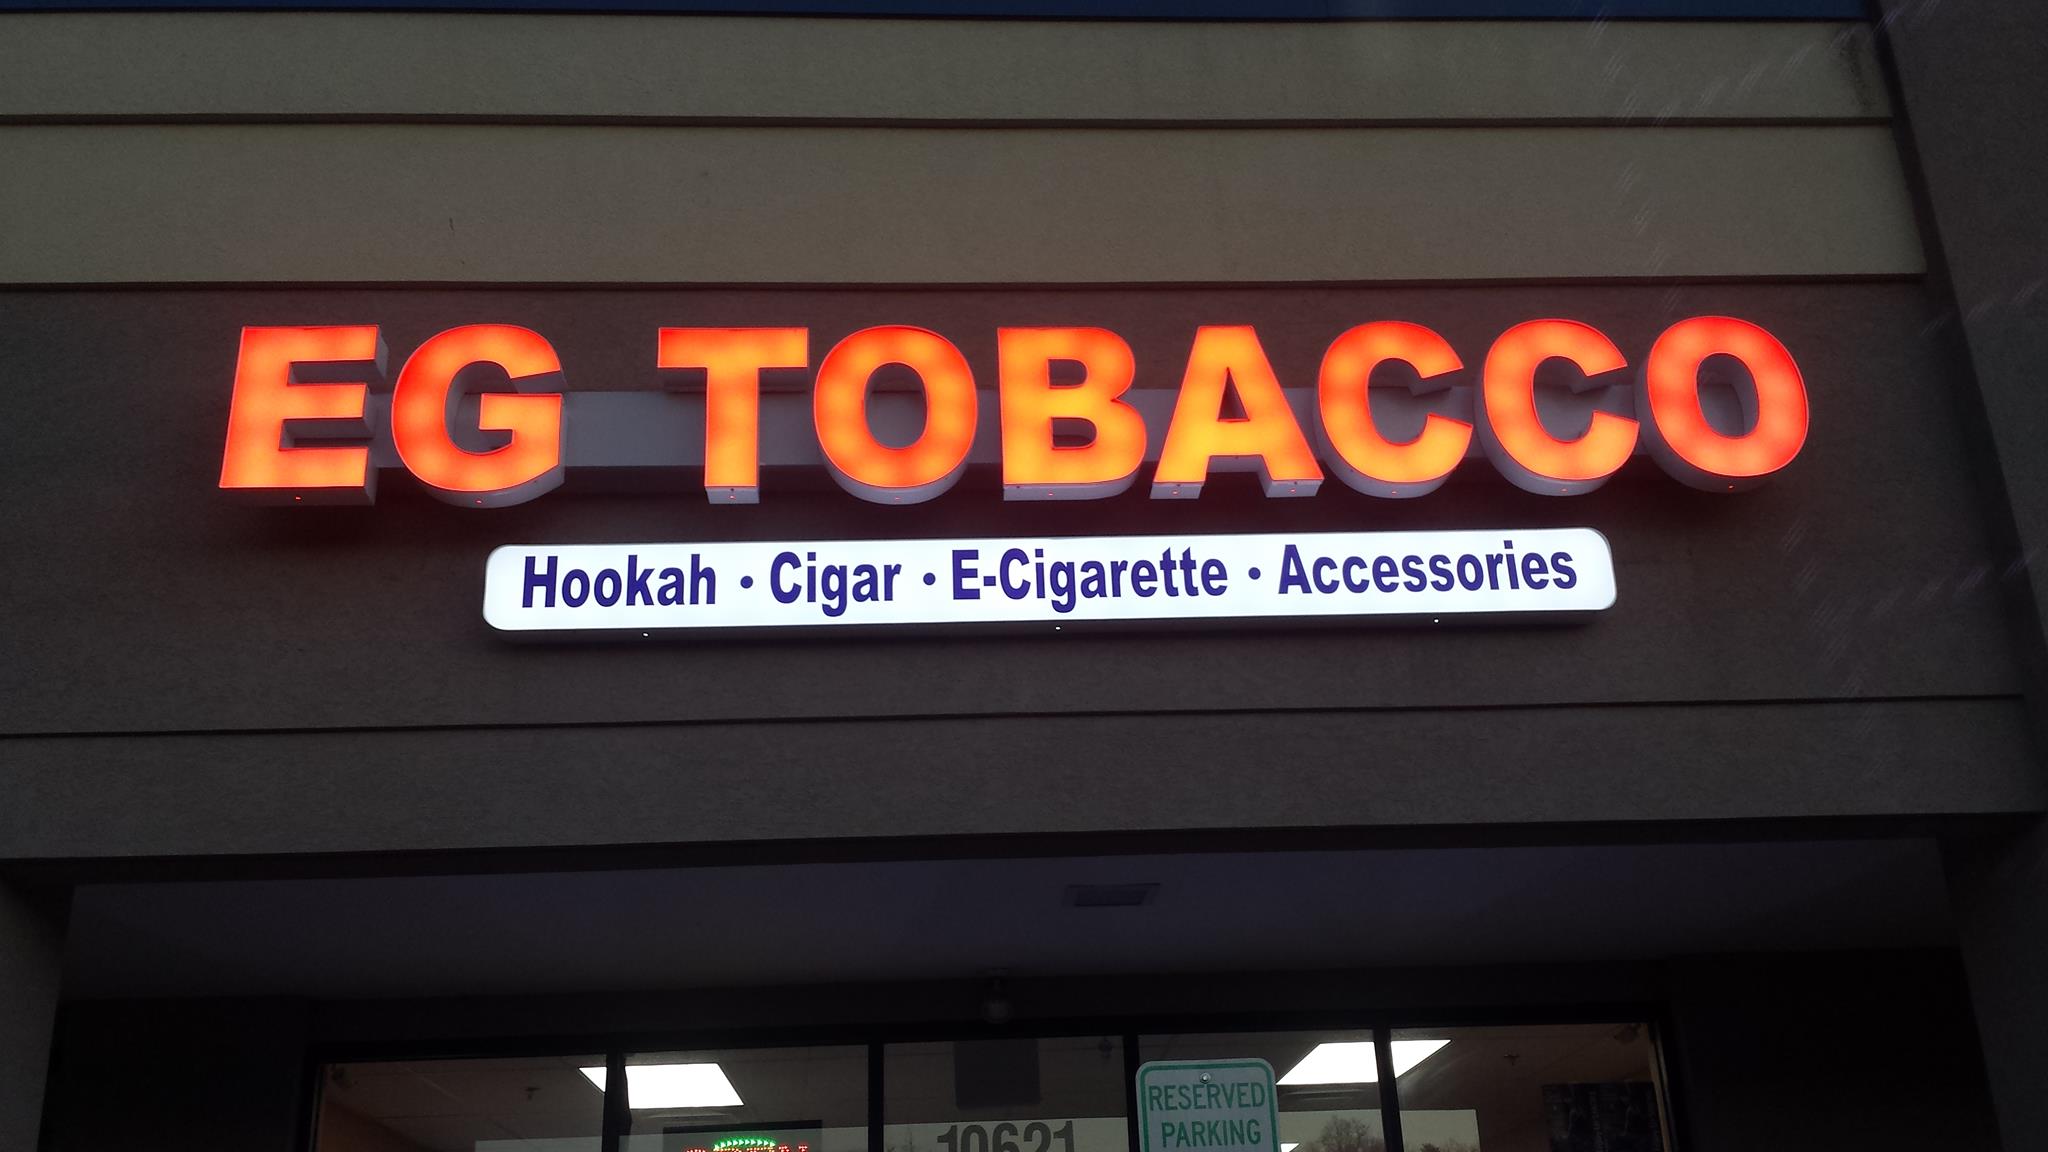 EG TOBACCO
Hookah • Cigar • E-Cigarette • Accessories
10621
RESERVED
PARKING